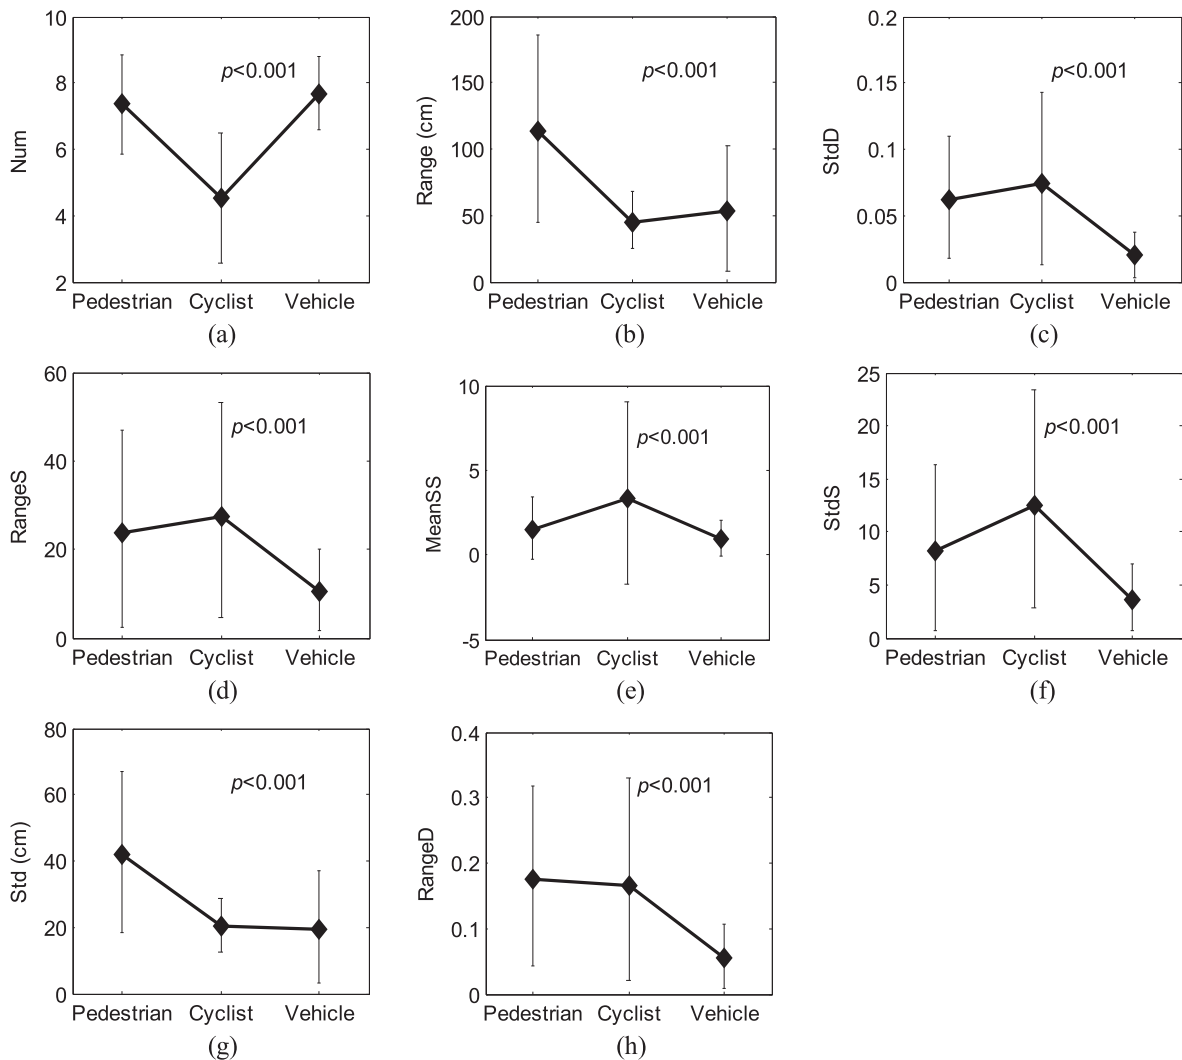 10
8
6
4
2
Num
p<0.001
Pedestrian Cyclist Vehicle
(a)
200
150
100
50
0
Range (cm)
p<0.001
Pedestrian Cyclist Vehicle
(b)
0.2
0.15
0.1
0.05
0
StdD
p<0.001
Pedestrian Cyclist Vehicle
(c)
60
40
20
0
RangeS
p<0.001
Pedestrian Cyclist Vehicle
(d)
10
5
0
-5
MeanSS
p<0.001
Pedestrian Cyclist Vehicle
(e)
25
20
15
10
5
0
StdS
p<0.001
Pedestrian Cyclist Vehicle
(f)
80
60
40
20
0
Std (cm)
p<0.001
Pedestrian Cyclist Vehicle
(g)
0.4
0.3
0.2
0.1
0
RangeD
p<0.001
Pedestrian Cyclist Vehicle
(h)